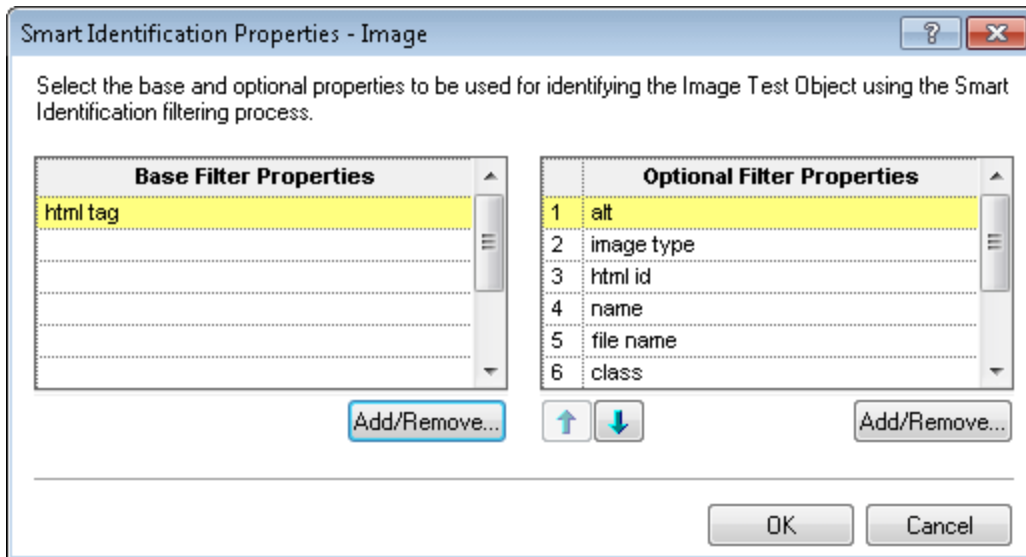 Smart Identification Properties - Image
Select the base and optional properties to be used for identifying the Image Test Object using the Smart
Identification filtering process.
Base Filter Properties
html tag
Optional Filter Properties
1 alt
2 image type
3 html id
4 name
5 file name
6 class
Add/Remove...
Add/Remove...
OK
Cancel